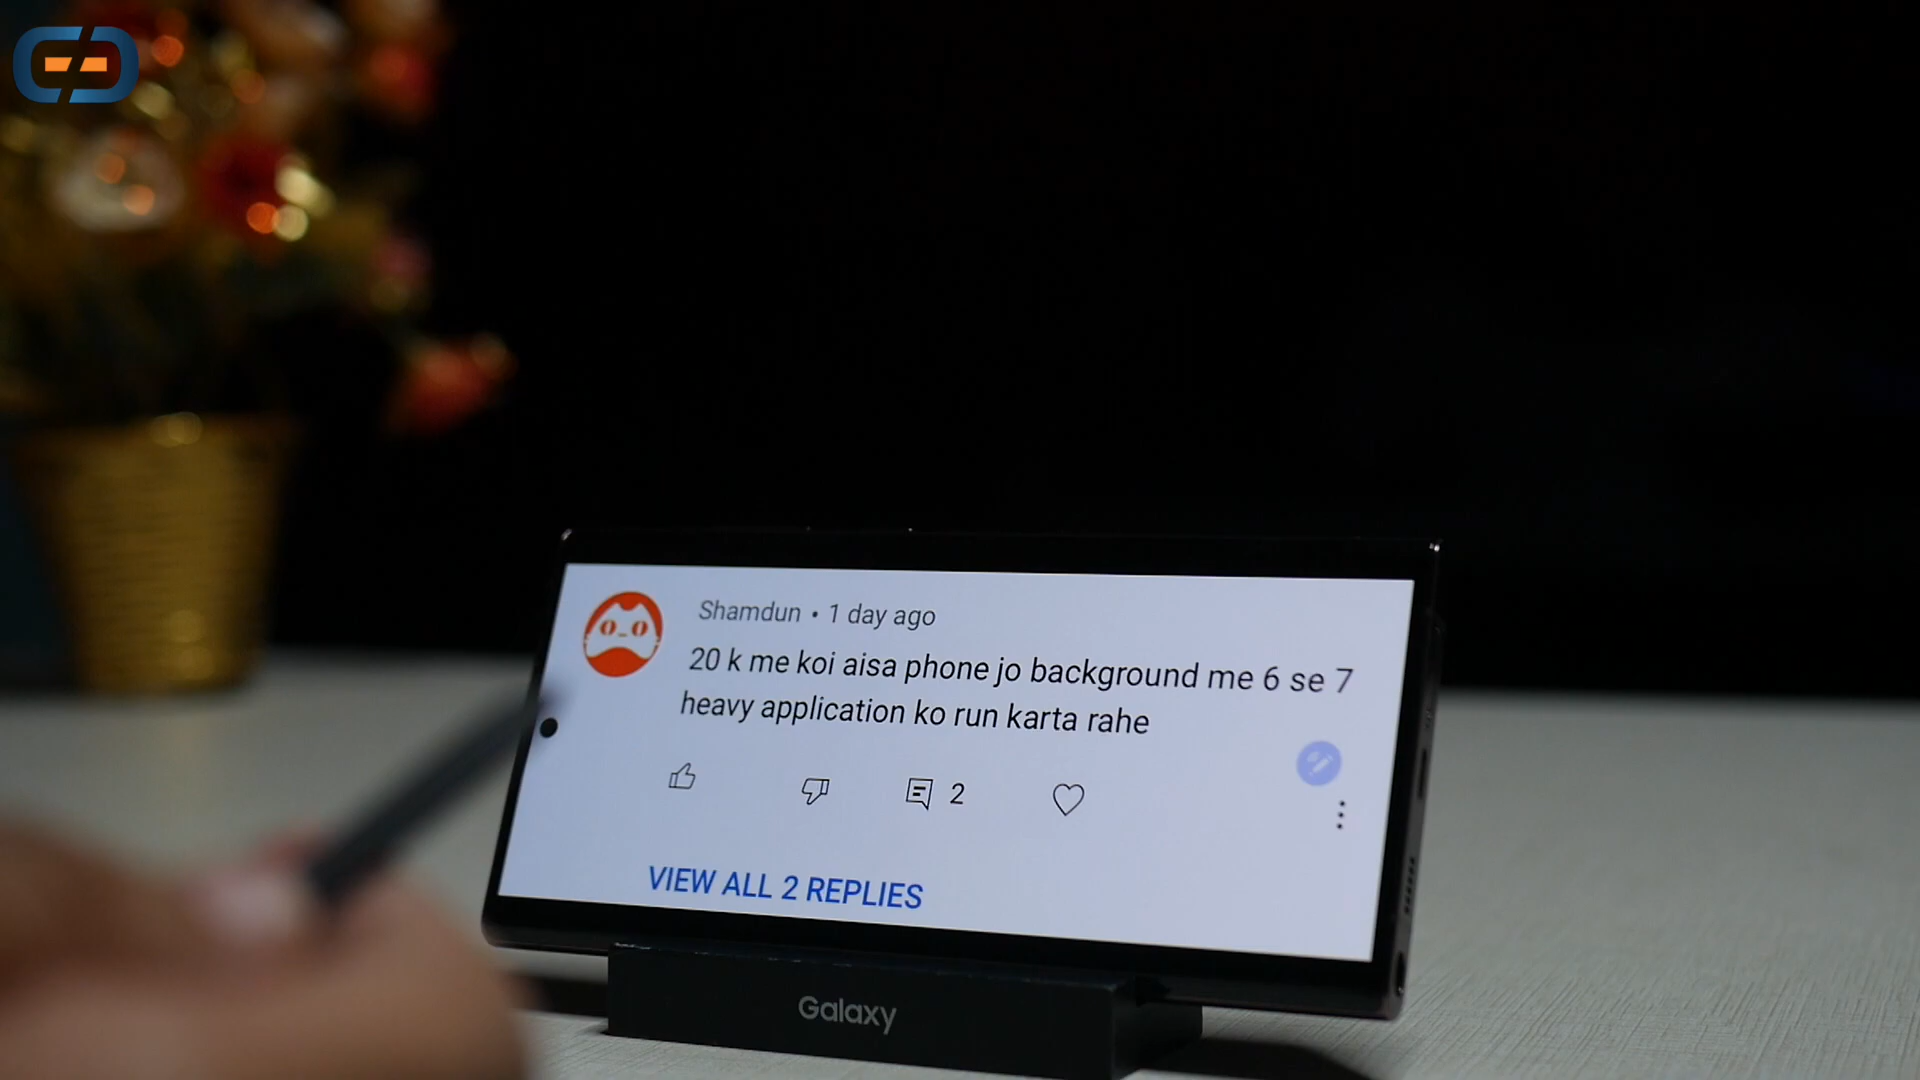 Shamdun • 1 day ago
20 k me koi aisa phone jo background me 6 se 7
heavy application ko run karta rahe
2
VIEW ALL 2 REPLIES
Galaxy